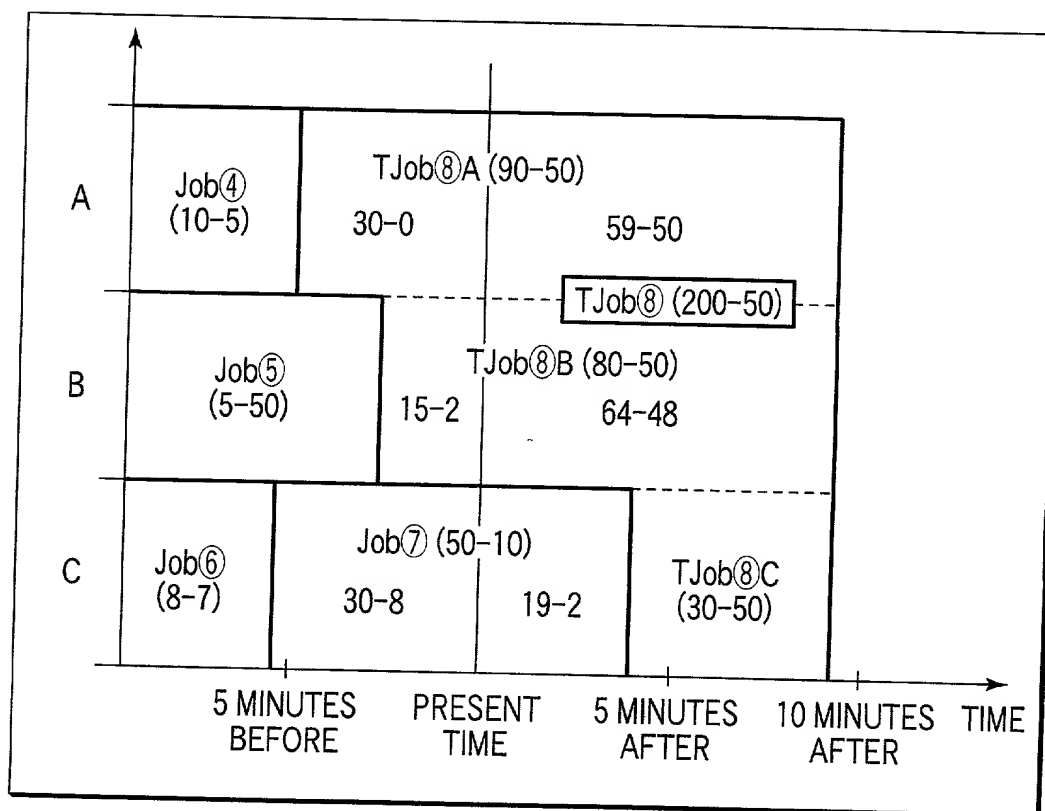 A
Job④
(10-5)
TJob⑧A (90-50)
30-0
59-50
TJob⑧ (200-50)
B
Job⑤
(5-50)
TJob⑧B (80-50)
15-2
64-48
C
Job⑥
(8-7)
Job⑦ (50-10)
30-8
19-2
TJob⑧C
(30-50)
5 MINUTES
BEFORE
PRESENT
TIME
5 MINUTES
AFTER
10 MINUTES
AFTER
TIME